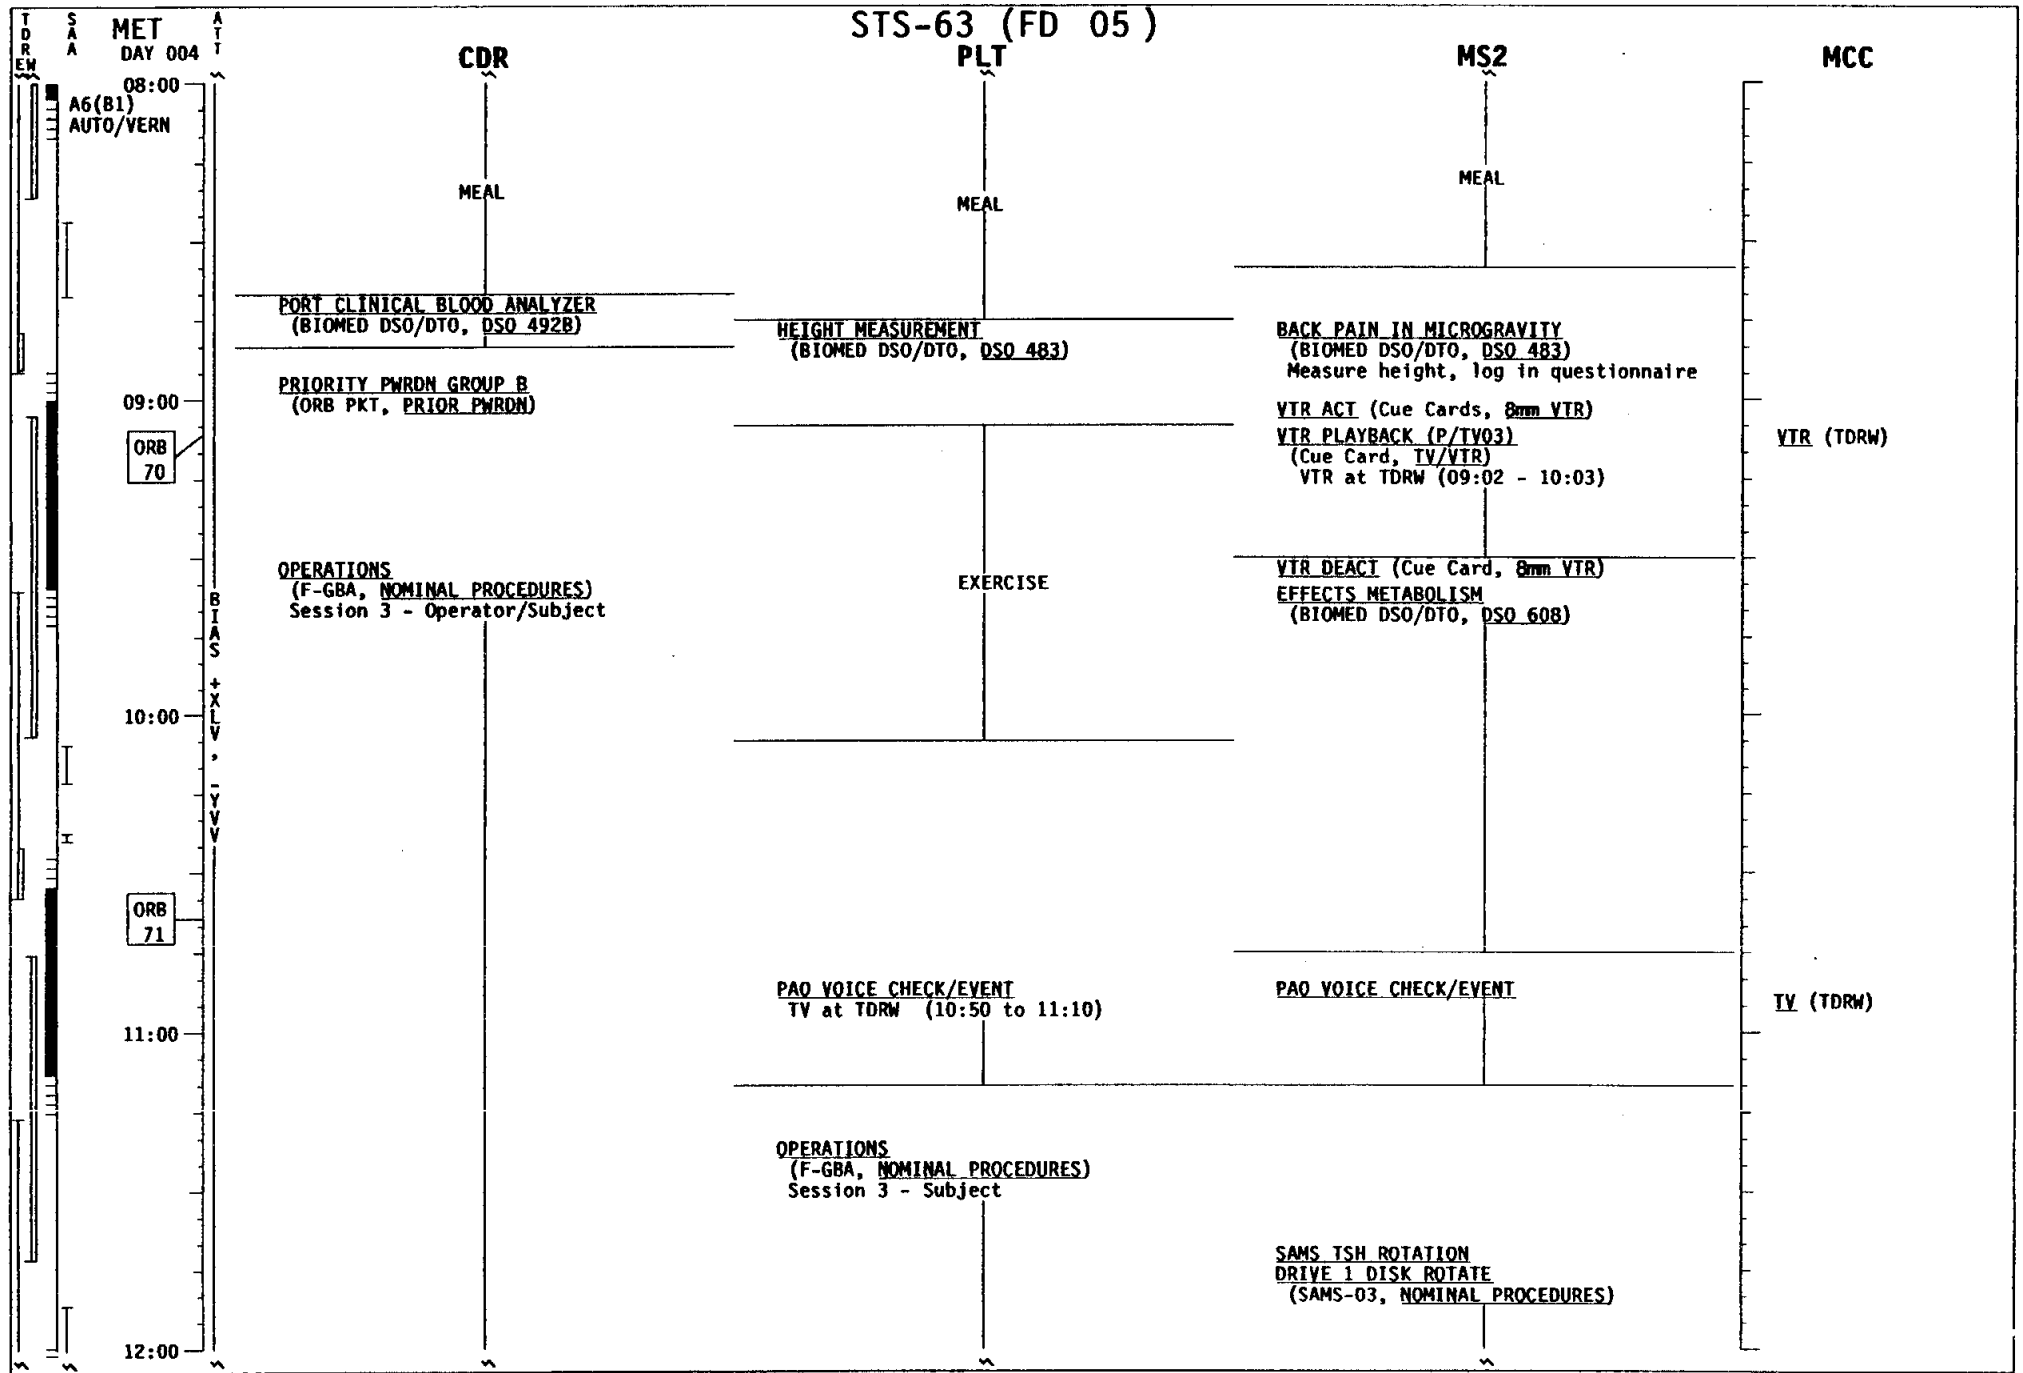 STS-63 (FD 05)
TDRE W
SAA
MET
DAY 004
ATT
CDR
PLT
MS2
MCC
08:00
A6(B1)
AUTO/VERN
MEAL
MEAL
MEAL
PORT CLINICAL BLOOD ANALYZER
(BIOMED DSO/DTO, DSO 492B)
HEIGHT MEASUREMENT
(BIOMED DSO/DTO, DSO 483)
BACK PAIN IN MICROGRAVITY
(BIOMED DSO/DTO, DSO 483)
Measure height, log in questionnaire
PRIORITY PWRDN GROUP B
(ORB PKT, PRIOR PWRDN)
09:00
VTR ACT (Cue Cards, 8mm VTR)
VTR PLAYBACK (P/TV03)
(Cue Card, TV/VTR)
VTR at TDRW (09:02 - 10:03)
VTR (TDRW)
ORB
70
OPERATIONS
(F-GBA, NOMINAL PROCEDURES)
Session 3 - Operator/Subject
EXERCISE
VTR DEACT (Cue Card, 8mm VTR)
EFFECTS METABOLISM
(BIOMED DSO/DTO, DSO 608)
BIAS +XLV, -YVV
10:00
ORB
71
PAO VOICE CHECK/EVENT
TV at TDRW (10:50 to 11:10)
PAO VOICE CHECK/EVENT
TV (TDRW)
11:00
OPERATIONS
(F-GBA, NOMINAL PROCEDURES)
Session 3 - Subject
SAMS TSH ROTATION
DRIVE 1 DISK ROTATE
(SAMS-03, NOMINAL PROCEDURES)
12:00